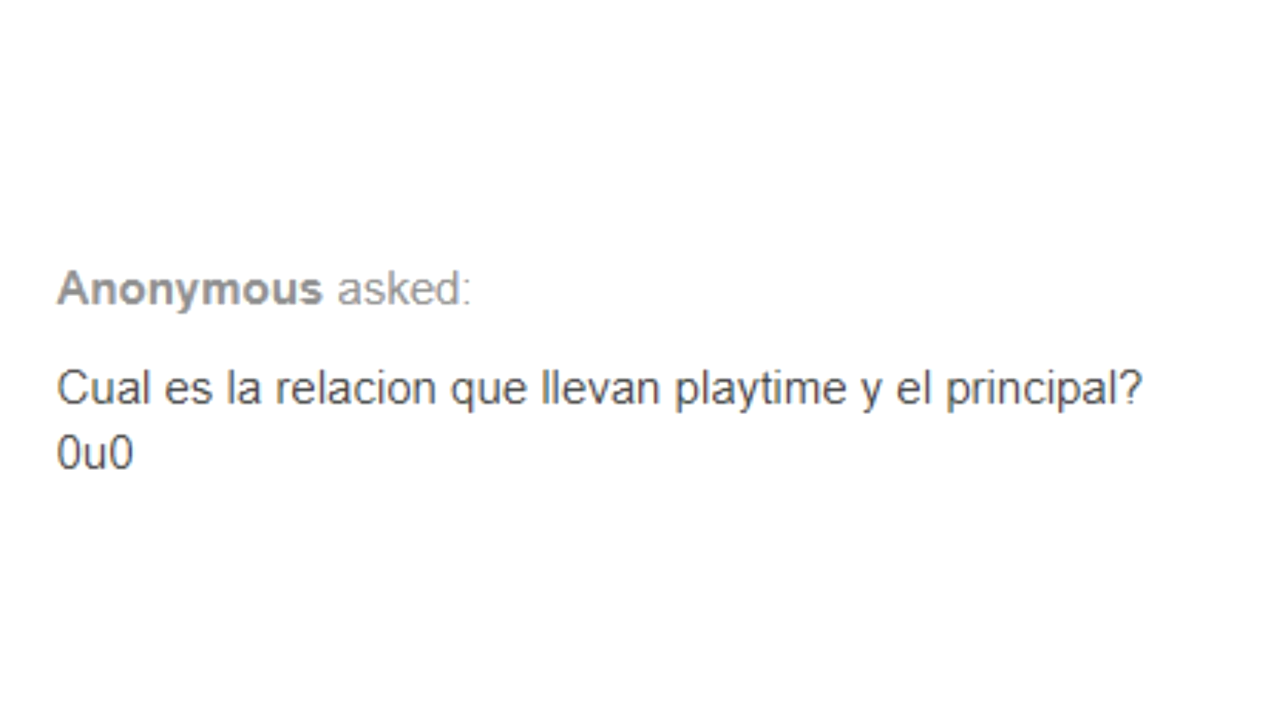 Anonymous asked:
Cual es la relacion que llevan playtime y el principal?
0u0